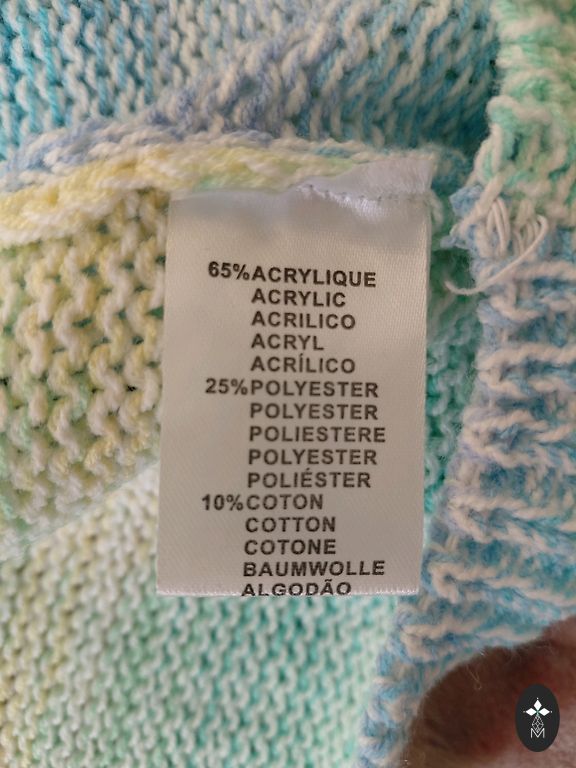 65%ACRYLIQUE
ACRYLIC
ACRILICO
ACRYL
ACRÍLICO
25%POLYESTER
POLYESTER
POLIESTERE
POLYESTER
POLIÉSTER
10%COTON
COTTON
COTONE
BAUMWOLLE
ALGODÃO
M